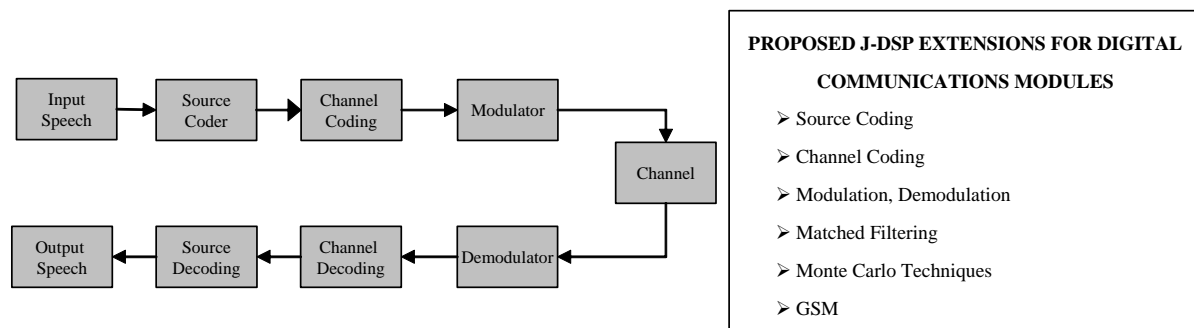 Input
Speech
Source
Coder
Channel
Coding
Modulator
Channel
Output
Speech
Source
Decoding
Channel
Decoding
Demodulator
PROPOSED J-DSP EXTENSIONS FOR DIGITAL
COMMUNICATIONS MODULES
➢ Source Coding
➢ Channel Coding
➢ Modulation, Demodulation
➢ Matched Filtering
➢ Monte Carlo Techniques
➢ GSM